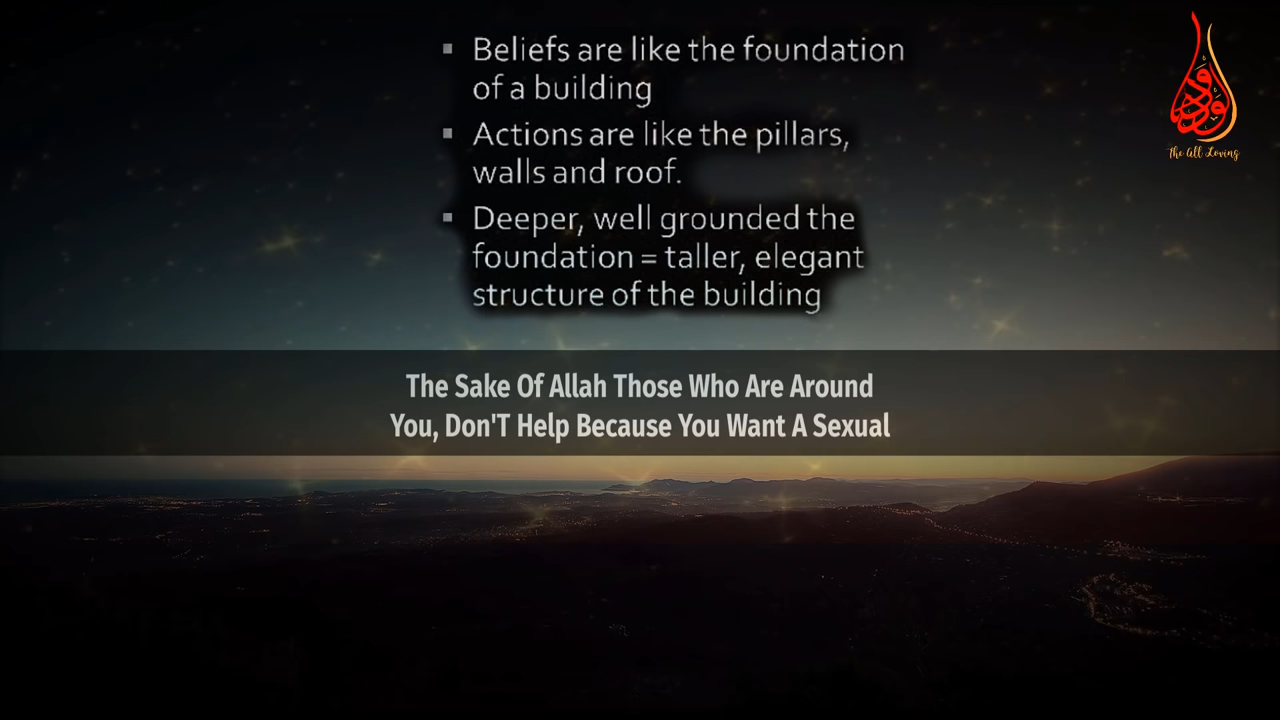 ▪ Beliefs are like the foundation
of a building
▪ Actions are like the pillars,
walls and roof.
▪ Deeper, well grounded the
foundation = taller, elegant
structure of the building
الودود
The All Loving
The Sake Of Allah Those Who Are Around
You, Don'T Help Because You Want A Sexual